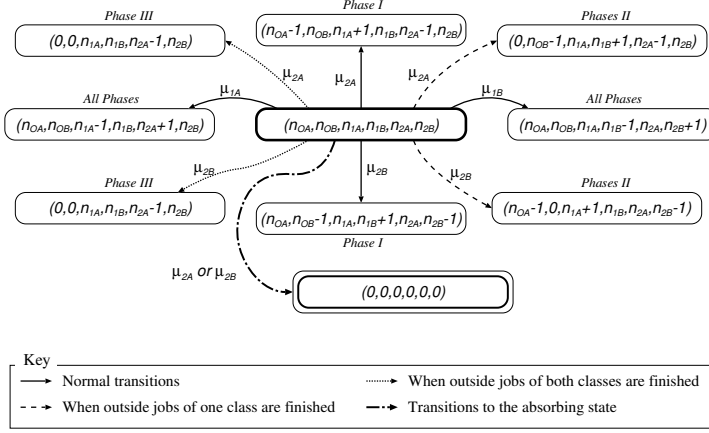 Phase III
Phase I
Phases II
(0,0,n1A,n1B,n2A-1,n2B)
(nOA-1,nOB,n1A+1,n1B,n2A-1,n2B)
(0,nOB-1,n1A,n1B+1,n2A-1,n2B)
μ2A
μ2A
μ2A
All Phases
μ1A
μ1B
All Phases
(nOA,nOB,n1A-1,n1B,n2A+1,n2B)
(nOA,nOB,n1A,n1B,n2A,n2B)
(nOA,nOB,n1A,n1B-1,n2A,n2B+1)
μ2B
μ2B
μ2B
Phase III
Phases II
(0,0,n1A,n1B,n2A-1,n2B)
(nOA,nOB-1,n1A,n1B+1,n2A,n2B-1)
(nOA-1,0,n1A+1,n1B,n2A,n2B-1)
Phase I
μ2A or μ2B
(0,0,0,0,0,0)
Key
Normal transitions
When outside jobs of both classes are finished
When outside jobs of one class are finished
Transitions to the absorbing state